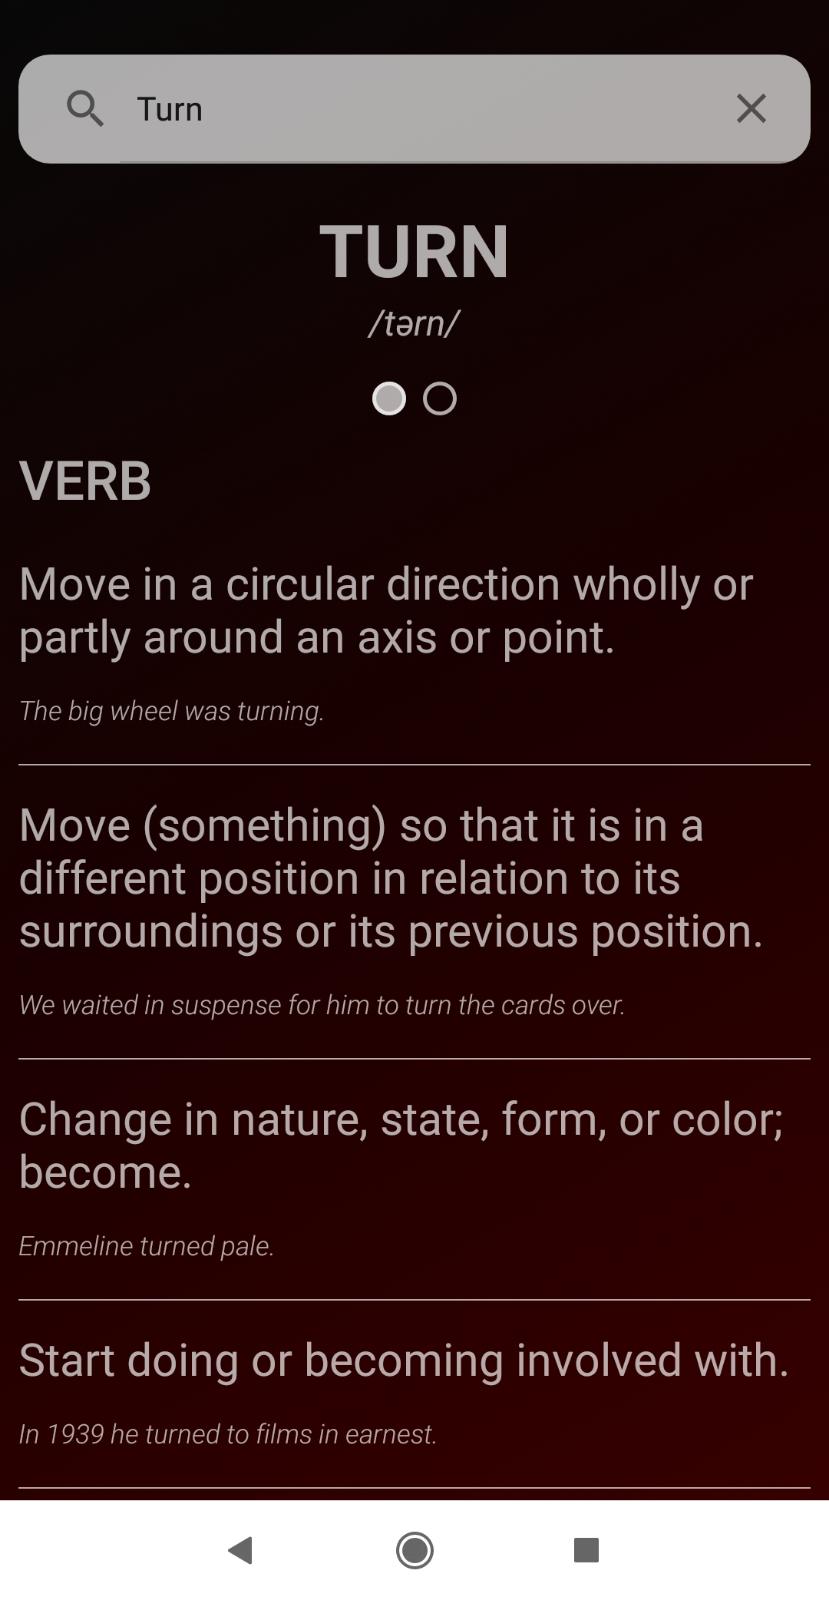 Turn
TURN
/tərn/
VERB
Move in a circular direction wholly or
partly around an axis or point.
The big wheel was turning.
Move (something) so that it is in a
different position in relation to its
surroundings or its previous position.
We waited in suspense for him to turn the cards over.
Change in nature, state, form, or color;
become.
Emmeline turned pale.
Start doing or becoming involved with.
In 1939 he turned to films in earnest.